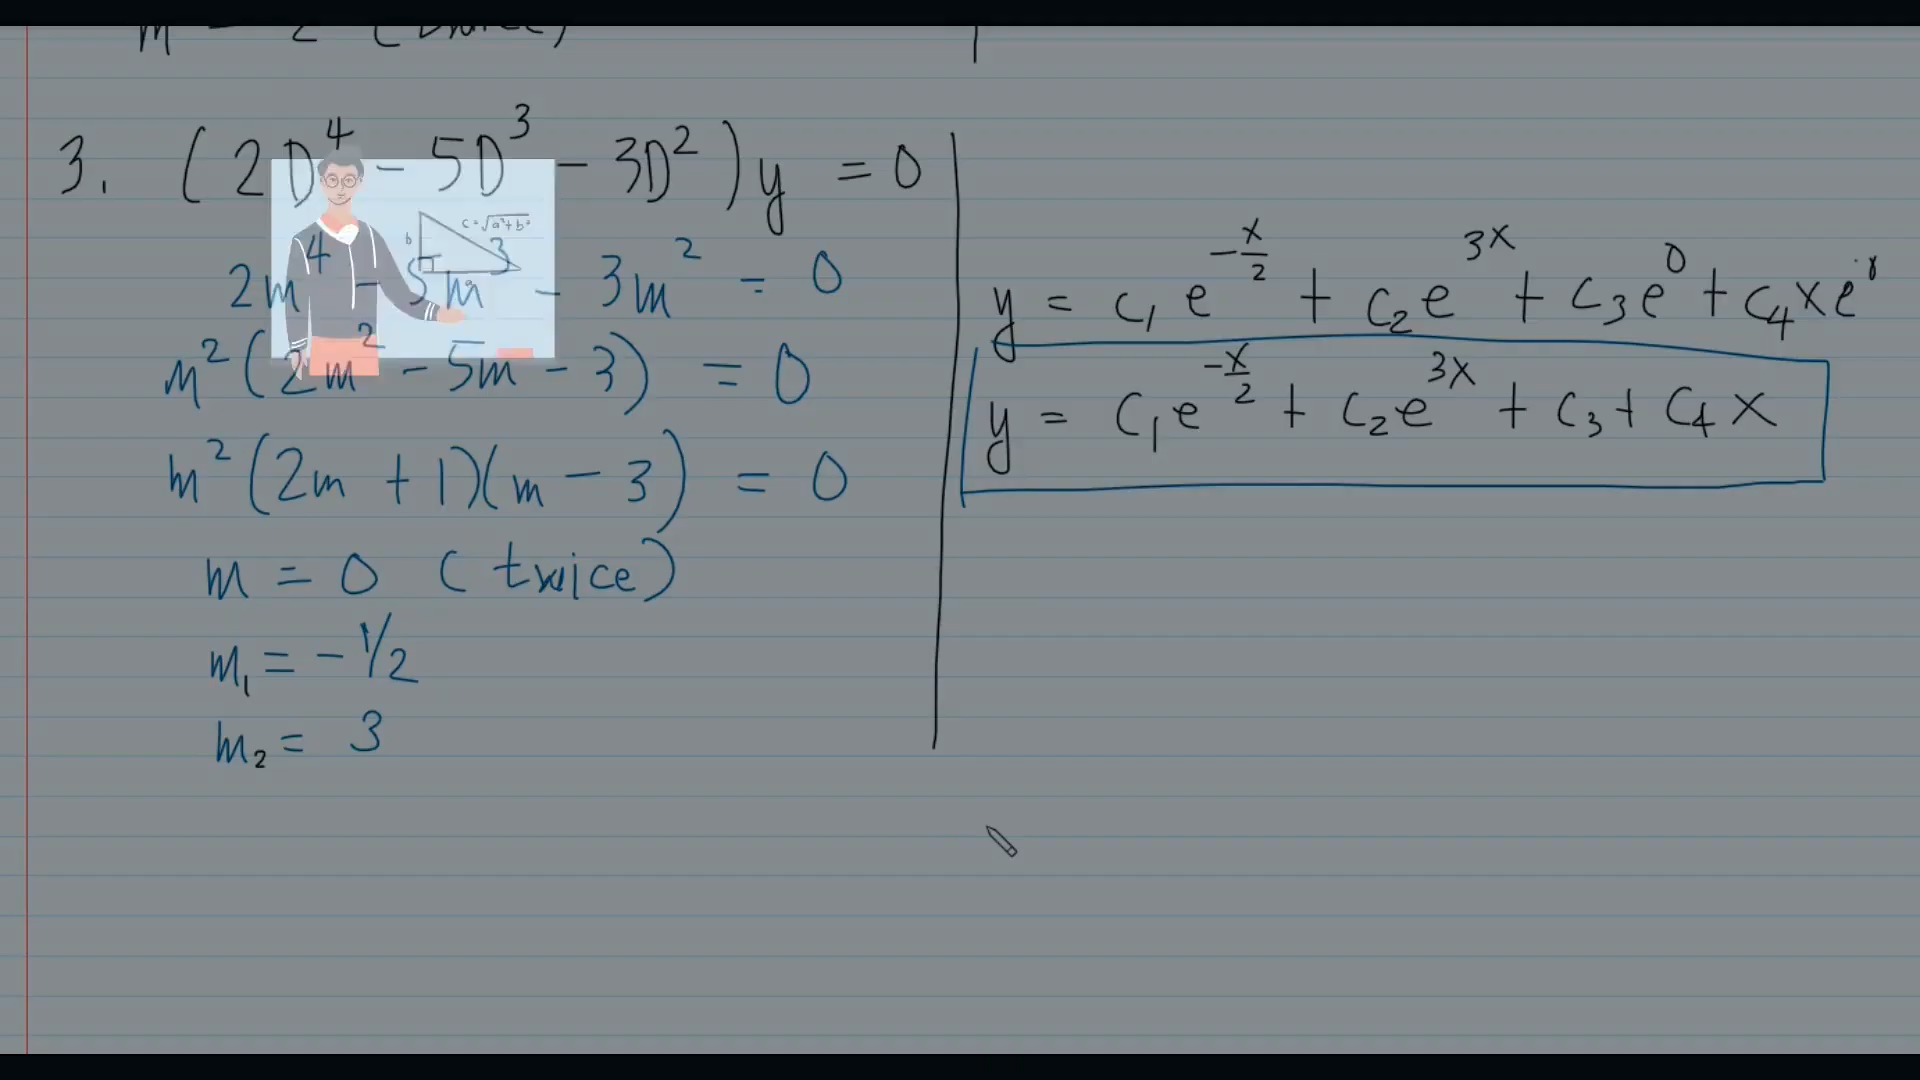 3. (2D⁴ - 5D³ - 3D²)y = 0
c = √a²+b²
b
2m⁴ - 5m³ - 3m² = 0
m²(2m² - 5m - 3) = 0
m²(2m + 1)(m - 3) = 0
m = 0 (twice)
m₁ = - 1/2
m₂ = 3
y = c₁e^(-x/2) + c₂e^(3x) + c₃e⁰ + c₄xe⁰
y = c₁e^(-x/2) + c₂e^(3x) + c₃ + c₄x